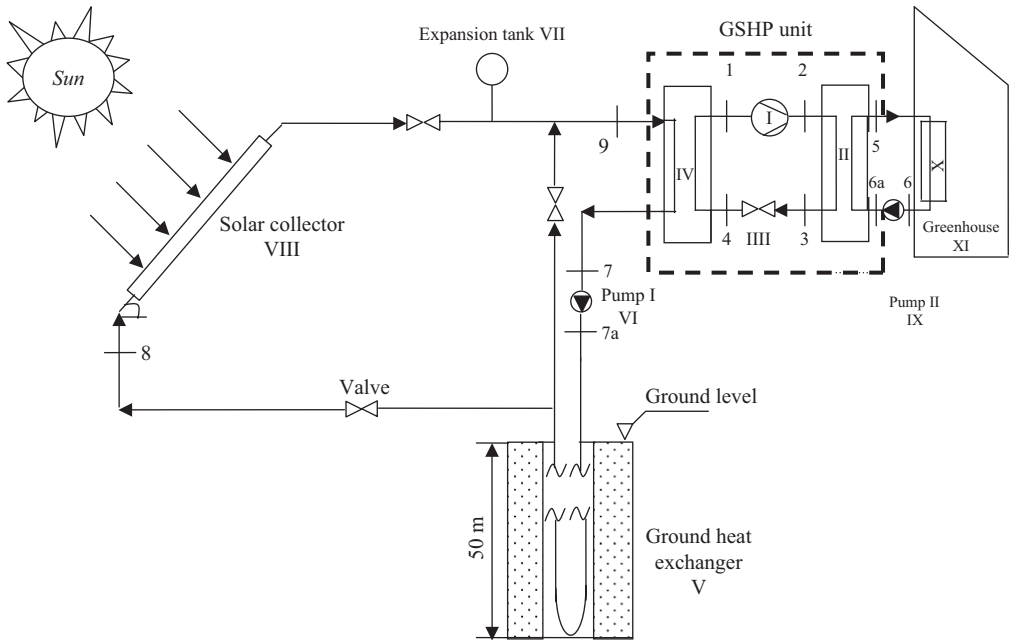 GSHP unit
Expansion tank VII
Sun
1
2
I
9
5
IV
II
X
6a
6
Solar collector
VIII
4
IIII
3
Greenhouse
XI
7
Pump I
VI
7a
Pump II
IX
8
Valve
Ground level
50 m
Ground heat
exchanger
V